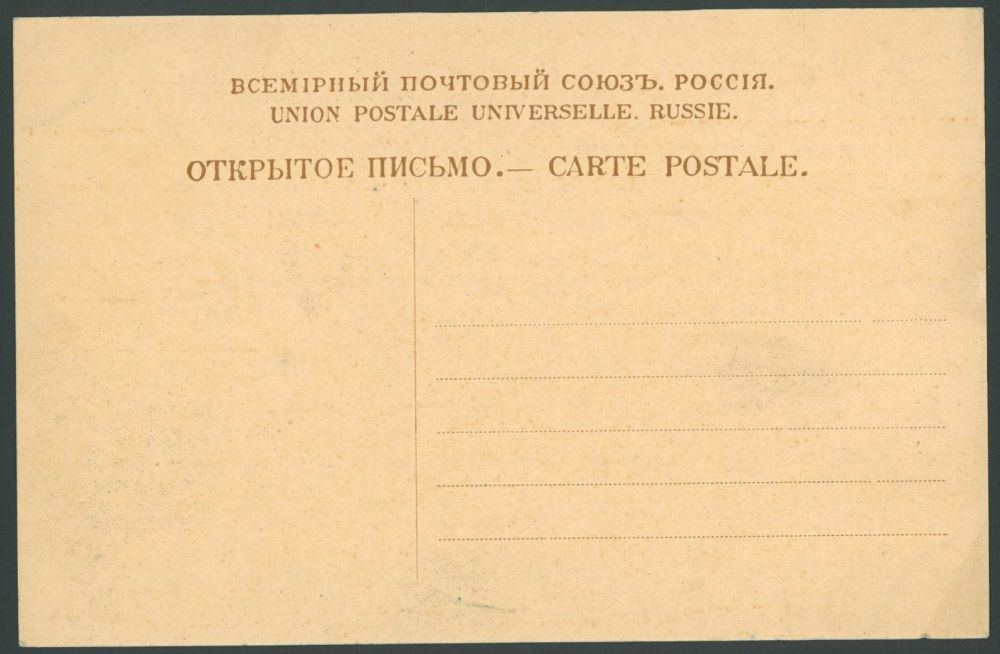 ВСЕМІРНЫЙ ПОЧТОВЫЙ СОЮЗЪ. РОССІЯ.
UNION POSTALE UNIVERSELLE. RUSSIE.
ОТКРЫТОЕ ПИСЬМО.— CARTE POSTALE.